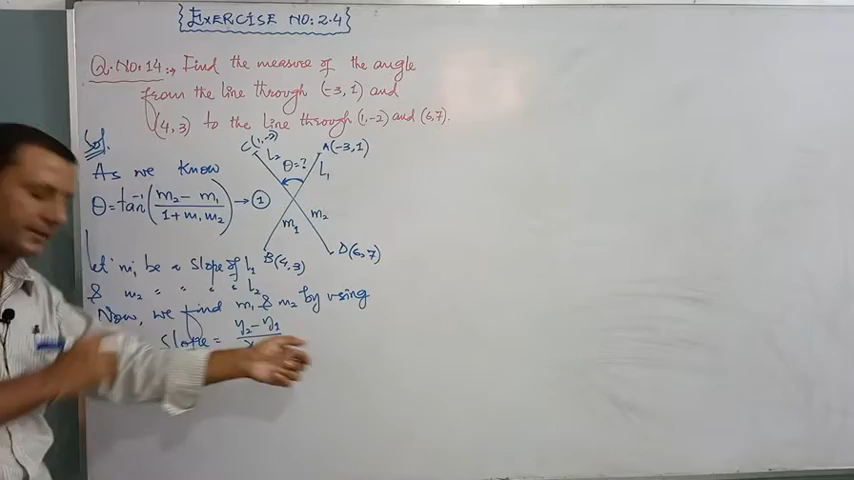 EXERCISE NO: 2.4
Q.No:14 :→ Find the measure of the angle
from the line through (-3, 1) and
(4, 3) to the line through (1, -2) and (6, 7).
Sol.
C(1, -2) L₂ θ=? A(-3, 1)
L₁
As we know
θ = tan⁻¹((m₂ - m₁)/(1 + m₁ m₂)) → ①
m₁ m₂
B(4, 3) D(6, 7)
Let m₁ be a slope of L₁
& m₂ " " " " L₂
Now, we find m₁ & m₂ by using
Slope = y₂ - y₁